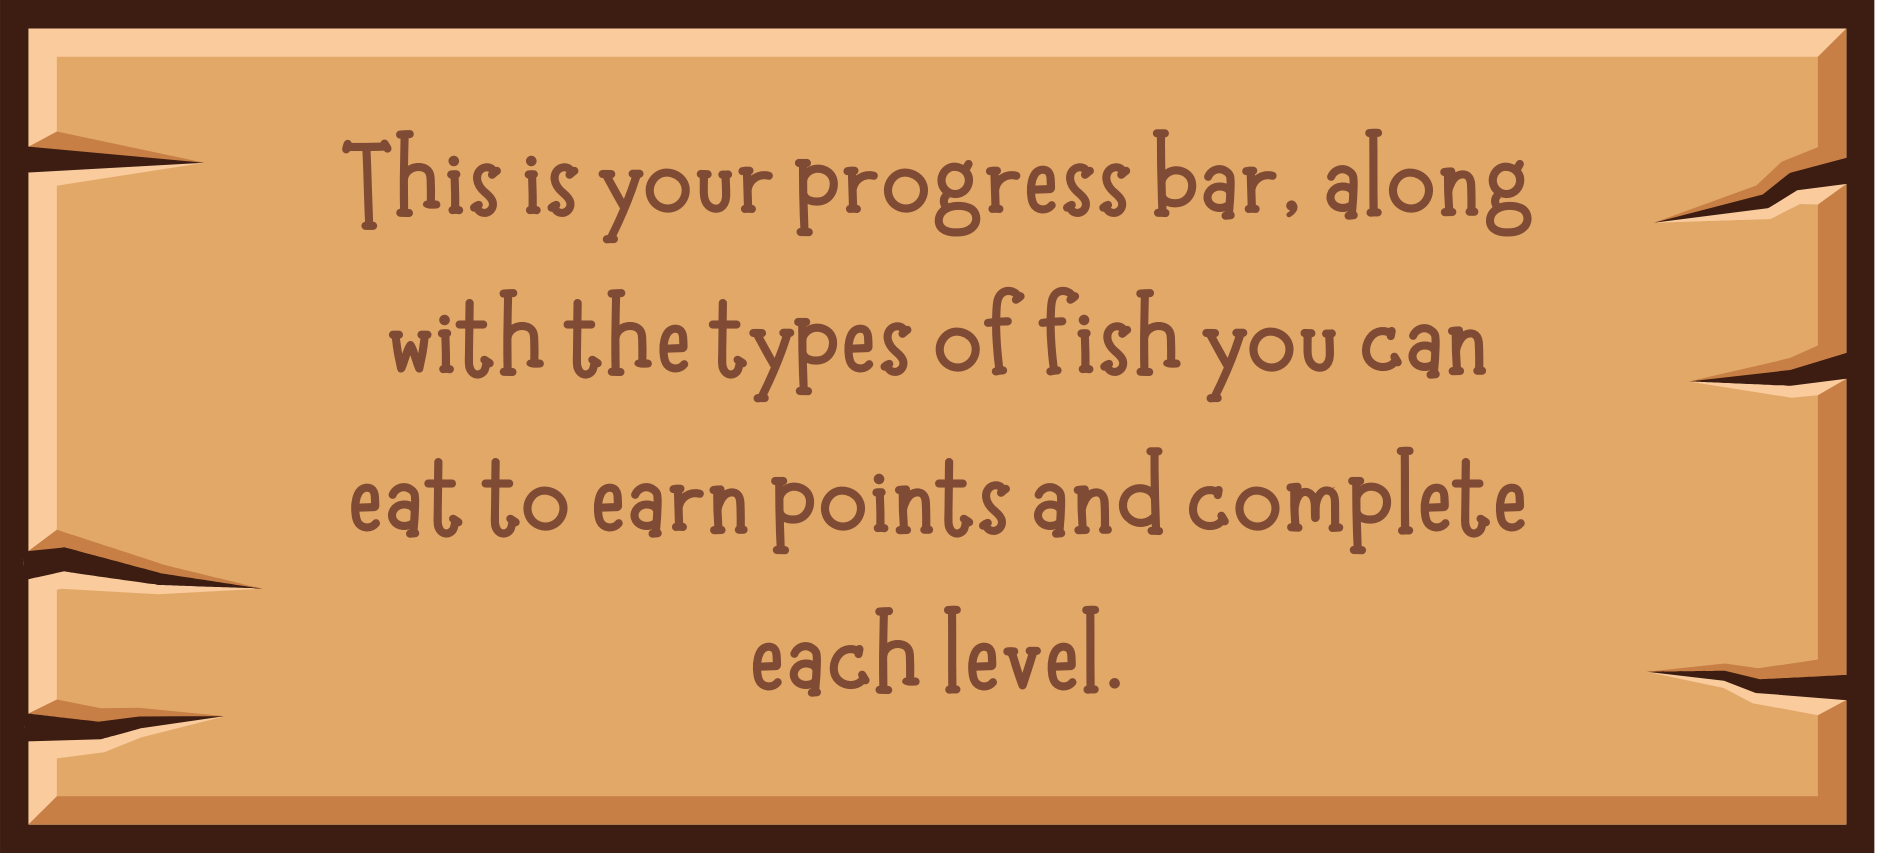 This is your progress bar, along
with the types of fish you can
eat to earn points and complete
each level.